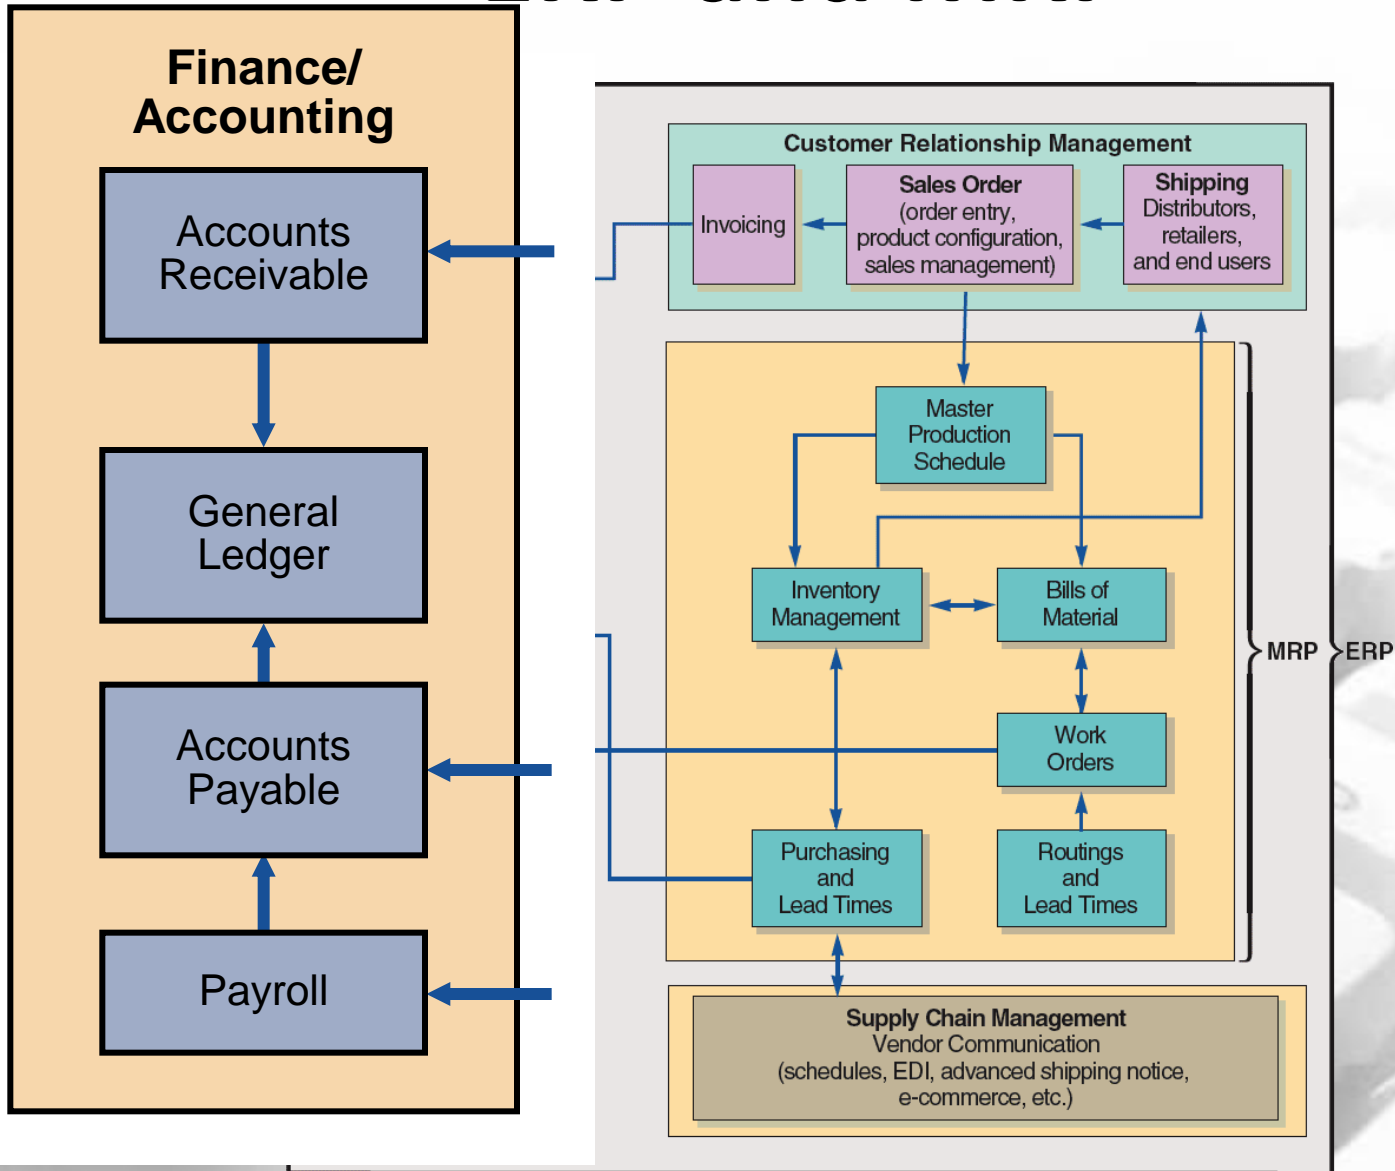 Finance/
Accounting
Accounts
Receivable
General
Ledger
Accounts
Payable
Payroll
Customer Relationship Management
Invoicing
Sales Order
(order entry,
product configuration,
sales management)
Shipping
Distributors,
retailers,
and end users
Master
Production
Schedule
Inventory
Management
Bills of
Material
Work
Orders
Purchasing
and
Lead Times
Routings
and
Lead Times
MRP
ERP
Supply Chain Management
Vendor Communication
(schedules, EDI, advanced shipping notice,
e-commerce, etc.)